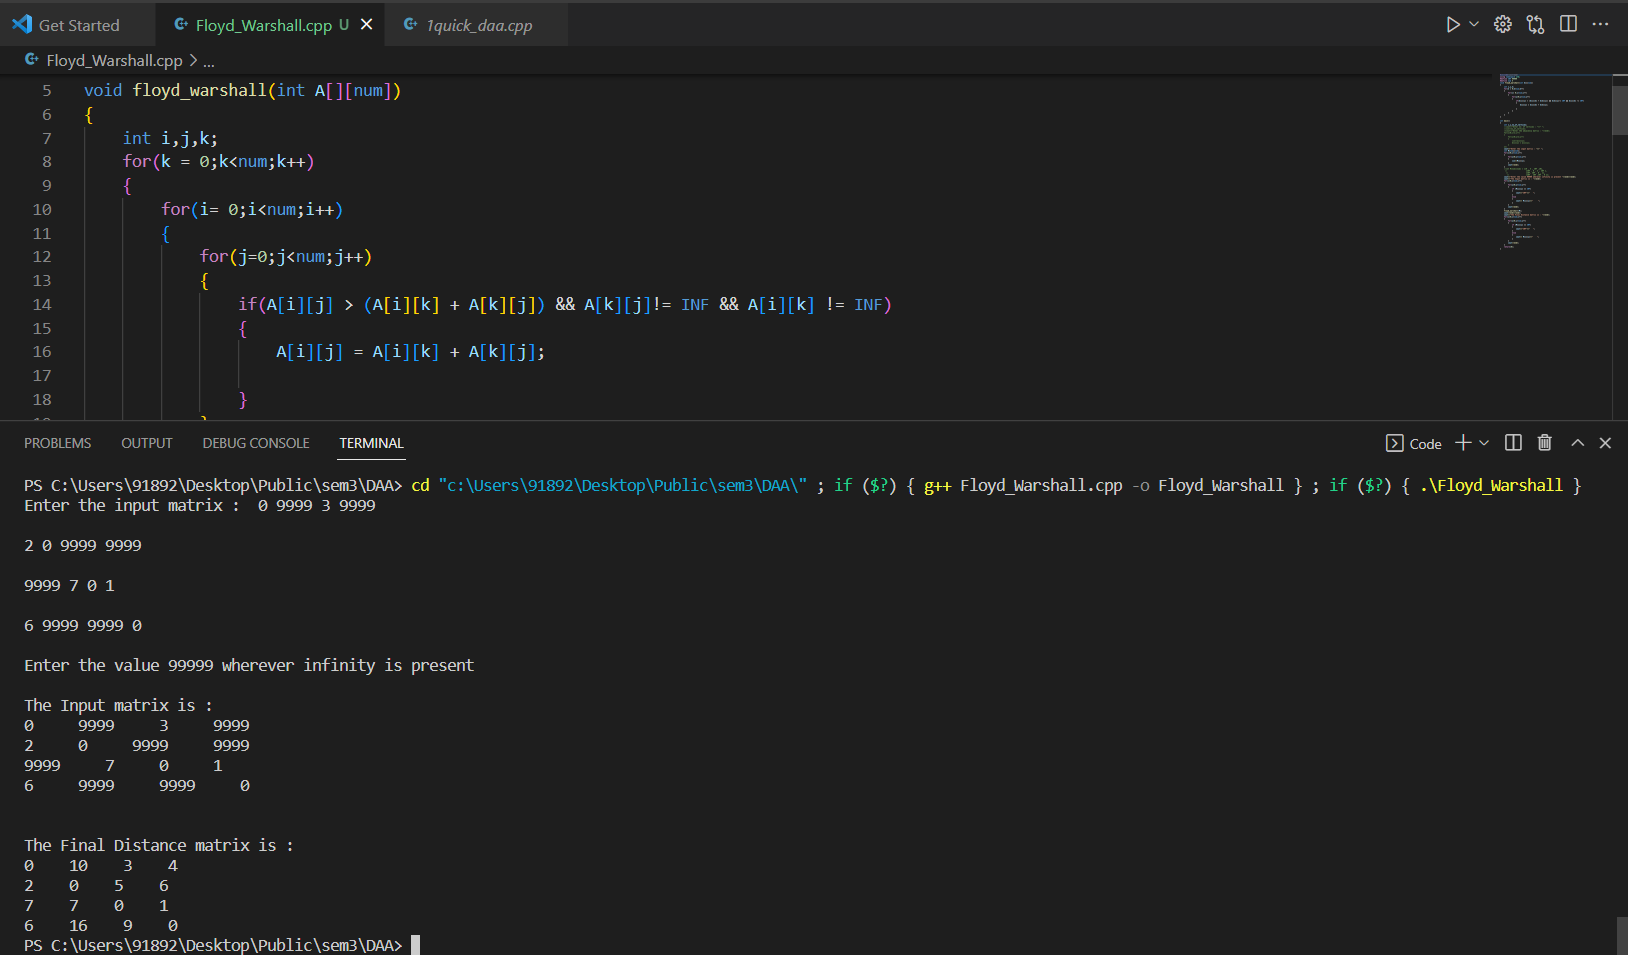 Get Started Floyd_Warshall.cpp U 1quick_daa.cpp
Floyd_Warshall.cpp > ...
5 void floyd_warshall(int A[][num])
6 {
7 int i,j,k;
8 for(k = 0;k<num;k++)
9 {
10 for(i= 0;i<num;i++)
11 {
12 for(j=0;j<num;j++)
13 {
14 if(A[i][j] > (A[i][k] + A[k][j]) && A[k][j]!= INF && A[i][k] != INF)
15 {
16 A[i][j] = A[i][k] + A[k][j];
17
18 }
PROBLEMS OUTPUT DEBUG CONSOLE TERMINAL Code
PS C:\Users\91892\Desktop\Public\sem3\DAA> cd "c:\Users\91892\Desktop\Public\sem3\DAA\" ; if ($?) { g++ Floyd_Warshall.cpp -o Floyd_Warshall } ; if ($?) { .\Floyd_Warshall }
Enter the input matrix : 0 9999 3 9999
2 0 9999 9999
9999 7 0 1
6 9999 9999 0
Enter the value 99999 wherever infinity is present
The Input matrix is :
0 9999 3 9999
2 0 9999 9999
9999 7 0 1
6 9999 9999 0
The Final Distance matrix is :
0 10 3 4
2 0 5 6
7 7 0 1
6 16 9 0
PS C:\Users\91892\Desktop\Public\sem3\DAA>